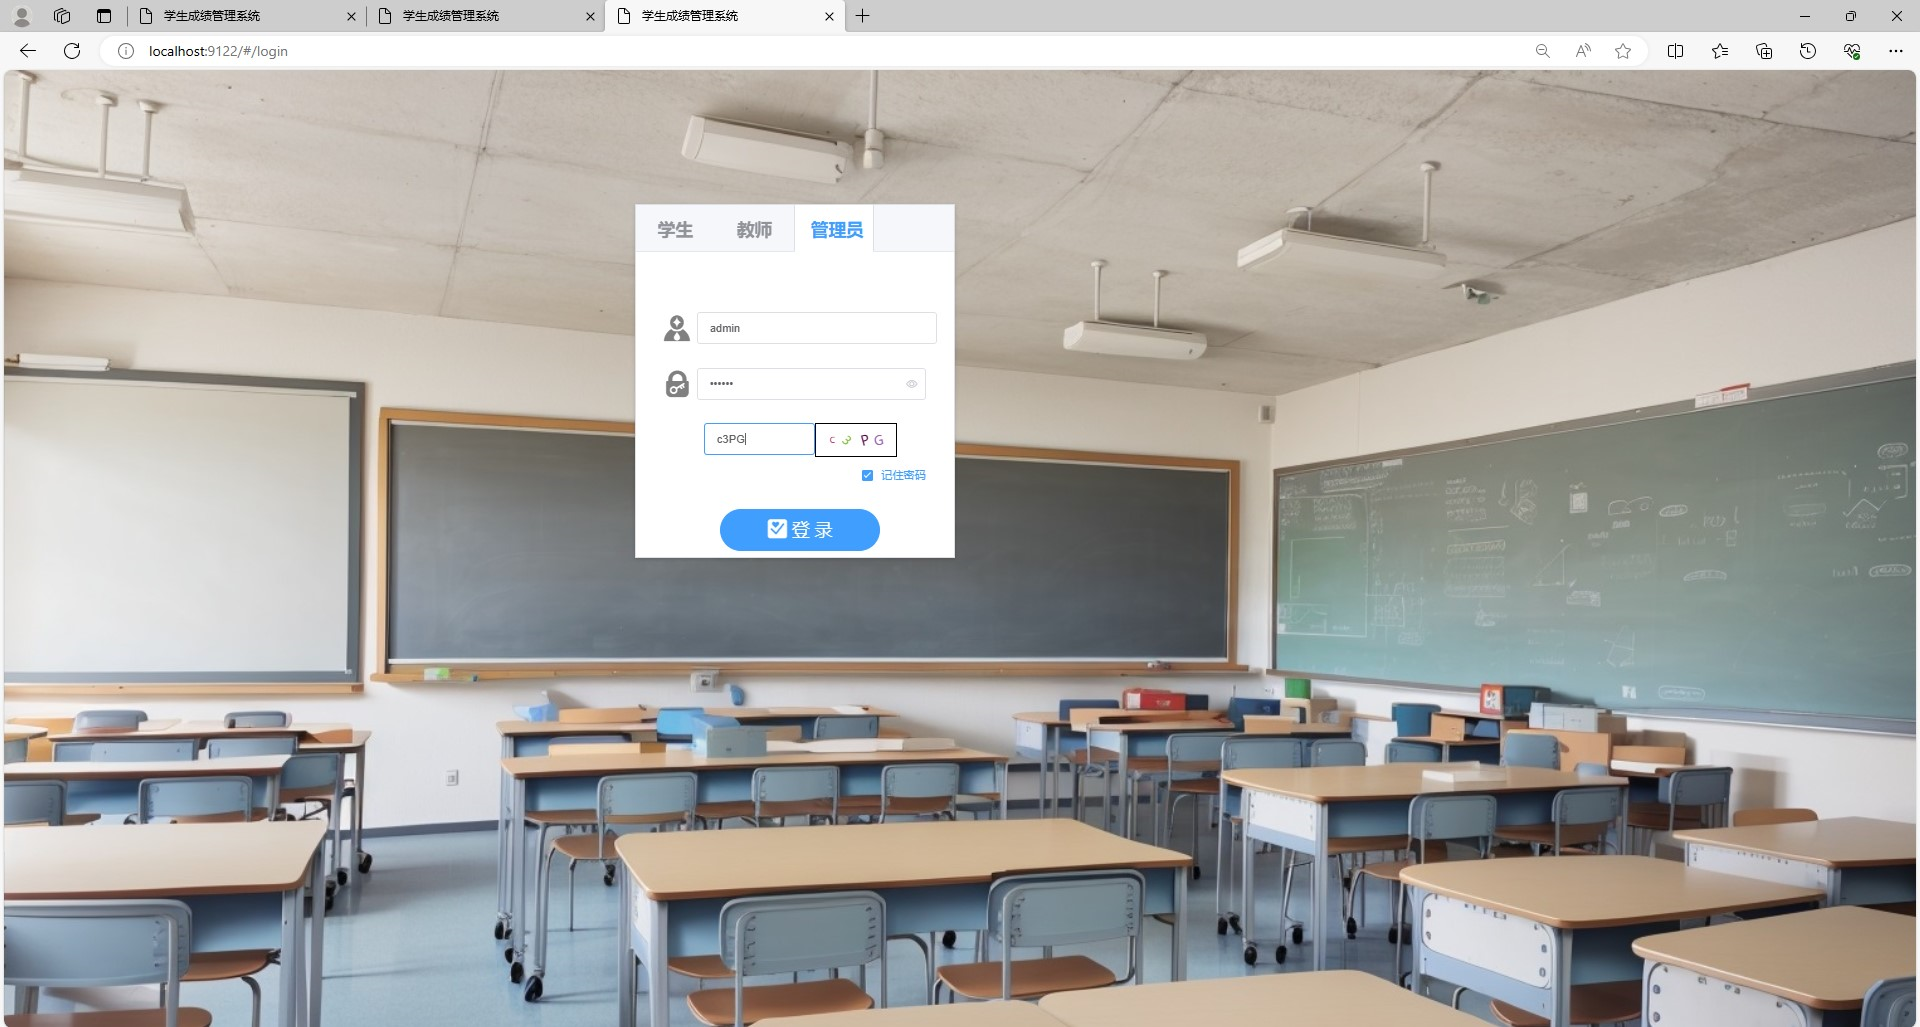 学生成绩管理系统
学生成绩管理系统
学生成绩管理系统
localhost:9122/#/login
学生
教师
管理员
admin
••••••
c3PG
c 3 P G
记住密码
登录